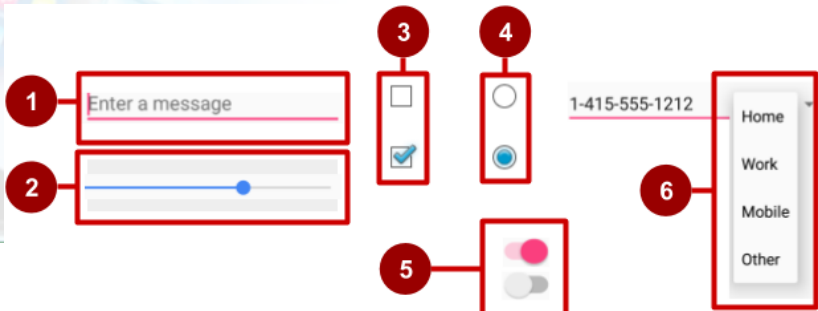 3
4
1
Enter a message
1-415-555-1212
Home
Work
2
6
Mobile
Other
5